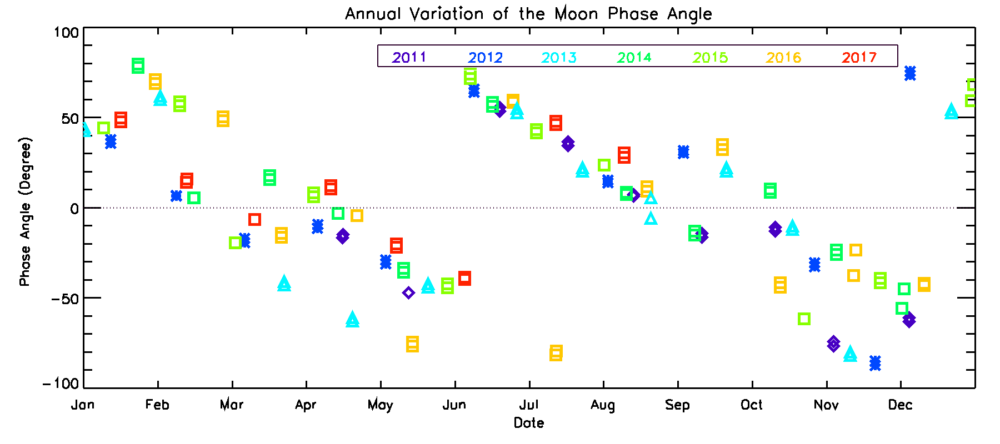 Annual Variation of the Moon Phase Angle
100
2011 2012 2013 2014 2015 2016 2017
50
0
-50
-100
Phase Angle (Degree)
Jan Feb Mar Apr May Jun Jul Aug Sep Oct Nov Dec
Date